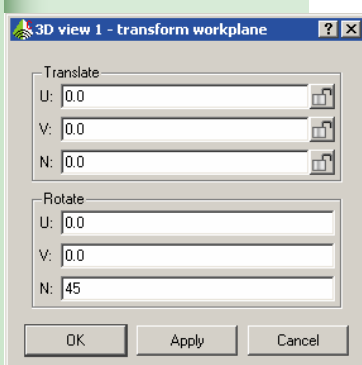 3D view 1 - transform workplane
Translate
U: 0.0
V: 0.0
N: 0.0
Rotate
U: 0.0
V: 0.0
N: 45
OK Apply Cancel